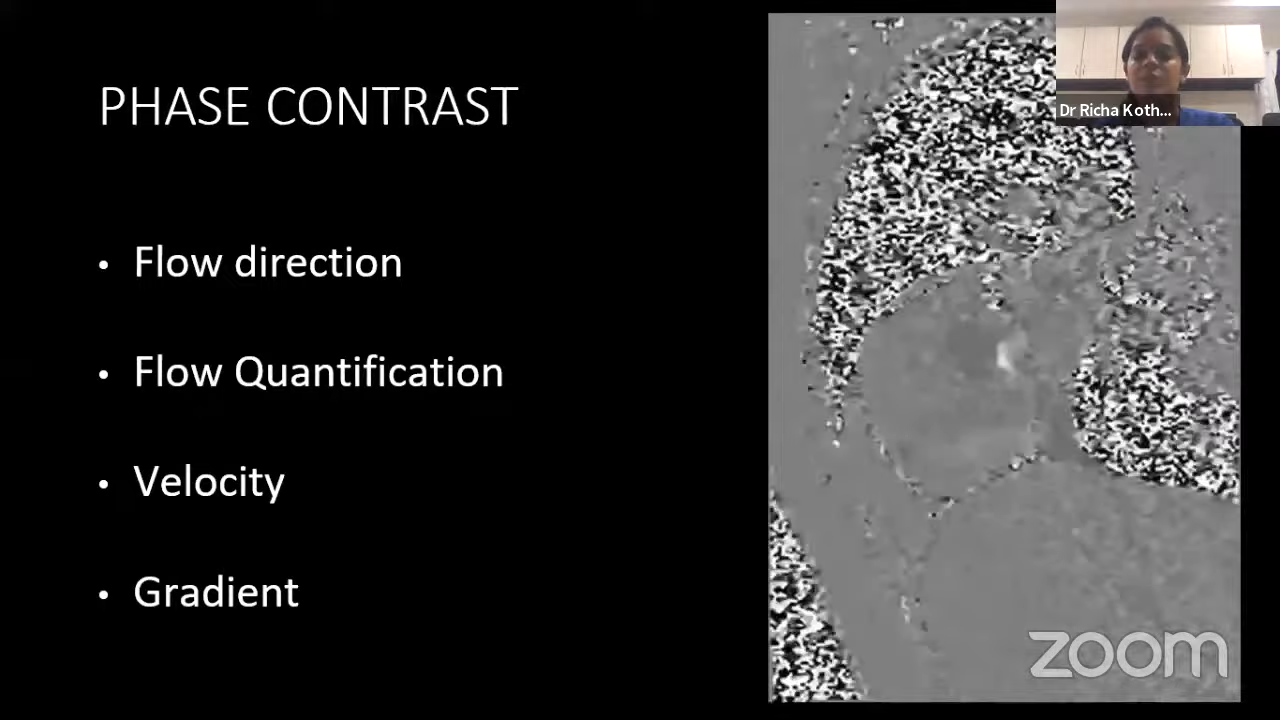 PHASE CONTRAST
• Flow direction
• Flow Quantification
• Velocity
• Gradient
Dr Richa Koth...
zoom